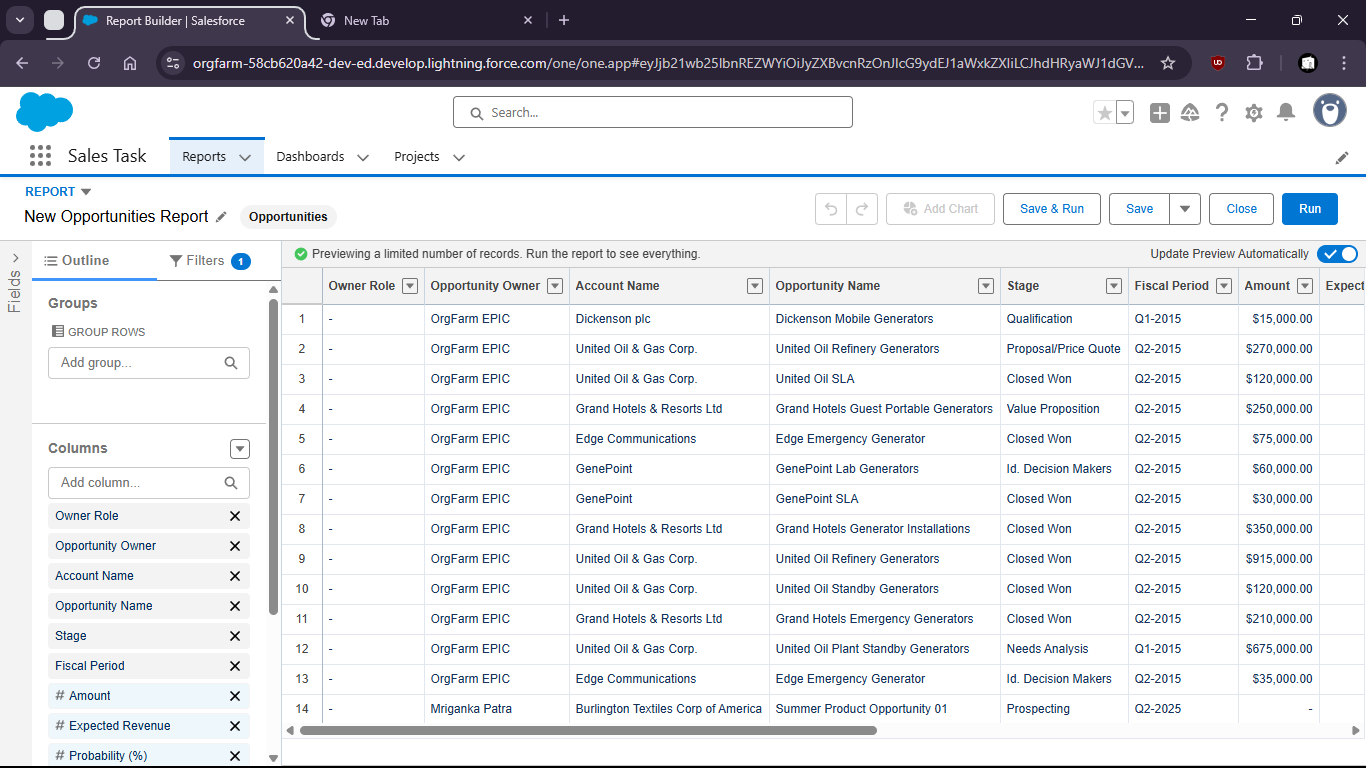 Report Builder | Salesforce
New Tab
orgfarm-58cb620a42-dev-ed.develop.lightning.force.com/one/one.app#eyJjb21wb25lbnREZWYiOiJyZXBvcnRzOnJlcG9ydEJ1aWxkZXIiLCJhdHRyaWJ1dGV...
Search...
Sales Task
Reports
Dashboards
Projects
REPORT
New Opportunities Report
Opportunities
Add Chart
Save & Run
Save
Close
Run
Fields
Outline
Filters 1
Previewing a limited number of records. Run the report to see everything.
Update Preview Automatically
Groups
GROUP ROWS
Add group...
Columns
Add column...
Owner Role
Opportunity Owner
Account Name
Opportunity Name
Stage
Fiscal Period
# Amount
# Expected Revenue
# Probability (%)
Owner Role Opportunity Owner Account Name Opportunity Name Stage Fiscal Period Amount Expect
1 - OrgFarm EPIC Dickenson plc Dickenson Mobile Generators Qualification Q1-2015 $15,000.00
2 - OrgFarm EPIC United Oil & Gas Corp. United Oil Refinery Generators Proposal/Price Quote Q2-2015 $270,000.00
3 - OrgFarm EPIC United Oil & Gas Corp. United Oil SLA Closed Won Q2-2015 $120,000.00
4 - OrgFarm EPIC Grand Hotels & Resorts Ltd Grand Hotels Guest Portable Generators Value Proposition Q2-2015 $250,000.00
5 - OrgFarm EPIC Edge Communications Edge Emergency Generator Closed Won Q2-2015 $75,000.00
6 - OrgFarm EPIC GenePoint GenePoint Lab Generators Id. Decision Makers Q2-2015 $60,000.00
7 - OrgFarm EPIC GenePoint GenePoint SLA Closed Won Q2-2015 $30,000.00
8 - OrgFarm EPIC Grand Hotels & Resorts Ltd Grand Hotels Generator Installations Closed Won Q2-2015 $350,000.00
9 - OrgFarm EPIC United Oil & Gas Corp. United Oil Refinery Generators Closed Won Q2-2015 $915,000.00
10 - OrgFarm EPIC United Oil & Gas Corp. United Oil Standby Generators Closed Won Q2-2015 $120,000.00
11 - OrgFarm EPIC Grand Hotels & Resorts Ltd Grand Hotels Emergency Generators Closed Won Q2-2015 $210,000.00
12 - OrgFarm EPIC United Oil & Gas Corp. United Oil Plant Standby Generators Needs Analysis Q1-2015 $675,000.00
13 - OrgFarm EPIC Edge Communications Edge Emergency Generator Id. Decision Makers Q2-2015 $35,000.00
14 - Mriganka Patra Burlington Textiles Corp of America Summer Product Opportunity 01 Prospecting Q2-2025 -